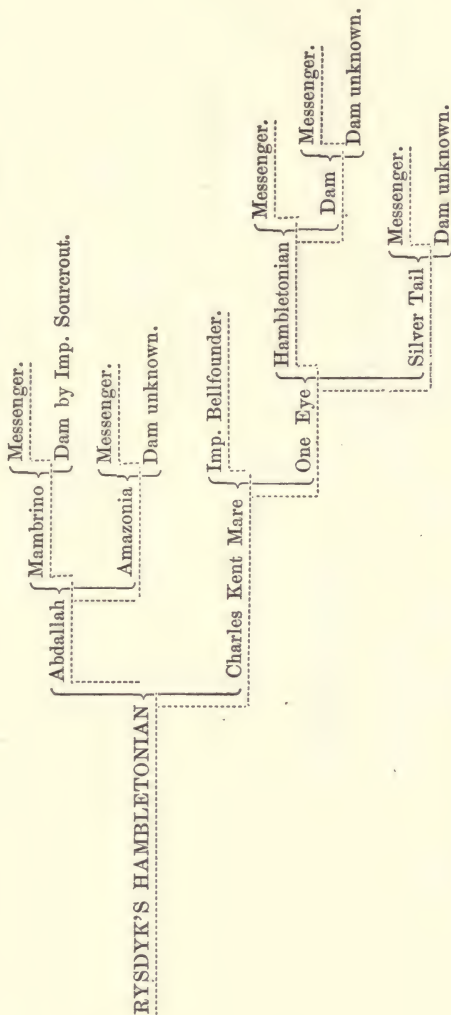 Messenger.
Mambrino
Abdallah
Dam by Imp. Sourcrout.
Messenger.
Amazonia
RYSDYK'S HAMBLETONIAN
Dam unknown.
Imp. Bellfounder.
Charles Kent Mare
Messenger.
Hambletonian
Messenger.
One Eye
Dam
Dam unknown.
Messenger.
Silver Tail
Dam unknown.